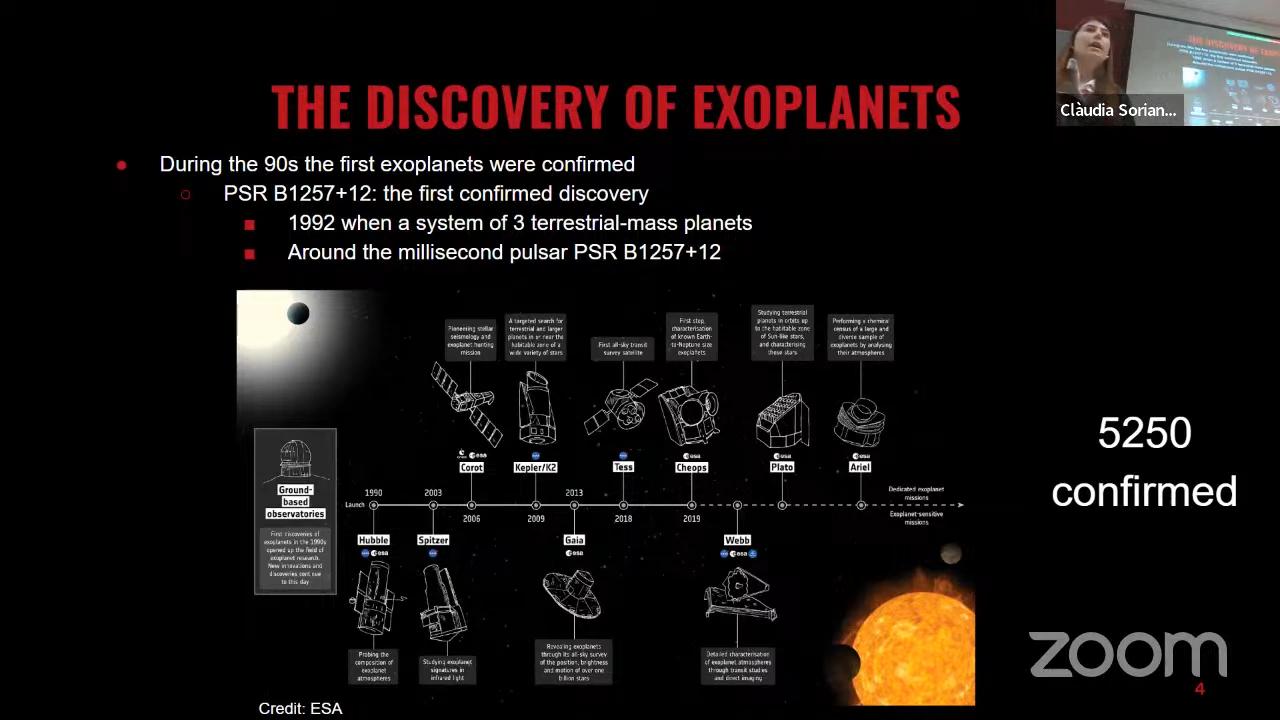 THE DISCOVERY OF EXOPLANETS
Clàudia Sorian...
During the 90s the first exoplanets were confirmed
PSR B1257+12: the first confirmed discovery
1992 when a system of 3 terrestrial-mass planets
Around the millisecond pulsar PSR B1257+12
Pioneering stellar
seismology and
exoplanet hunting
mission
A targeted search for
terrestrial and larger
planets in or near the
habitable zone of a
wide variety of stars
First all-sky transit
survey satellite
First step
characterisation
of known Earth-
to-Neptune size
exoplanets
Studying terrestrial
planets in orbits up
to the habitable zone
of Sun-like stars,
and characterising
these stars
Performing a chemical
census of a large and
diverse sample of
exoplanets by analysing
their atmospheres
esa
esa
esa
esa
Corot
Kepler/K2
Tess
Cheops
Plato
Ariel
Ground-
based
observatories
First discoveries of
exoplanets in the 1990s
opened up the field of
exoplanet research.
New innovations and
discoveries continue
to this day
1990
2003
2013
Dedicated exoplanet
missions
Launch
2006
2009
2018
2019
Exoplanet-sensitive
missions
Hubble
Spitzer
Gaia
Webb
esa
esa
esa
Probing the
composition of
exoplanet
atmospheres
Studying exoplanet
signatures in
infrared light
Revealing exoplanets
through its all-sky survey
of the position, brightness
and motion of over one
billion stars
Detailed characterisation
of exoplanet atmospheres
through transit studies
and direct imaging
5250
confirmed
zoom
4
Credit: ESA